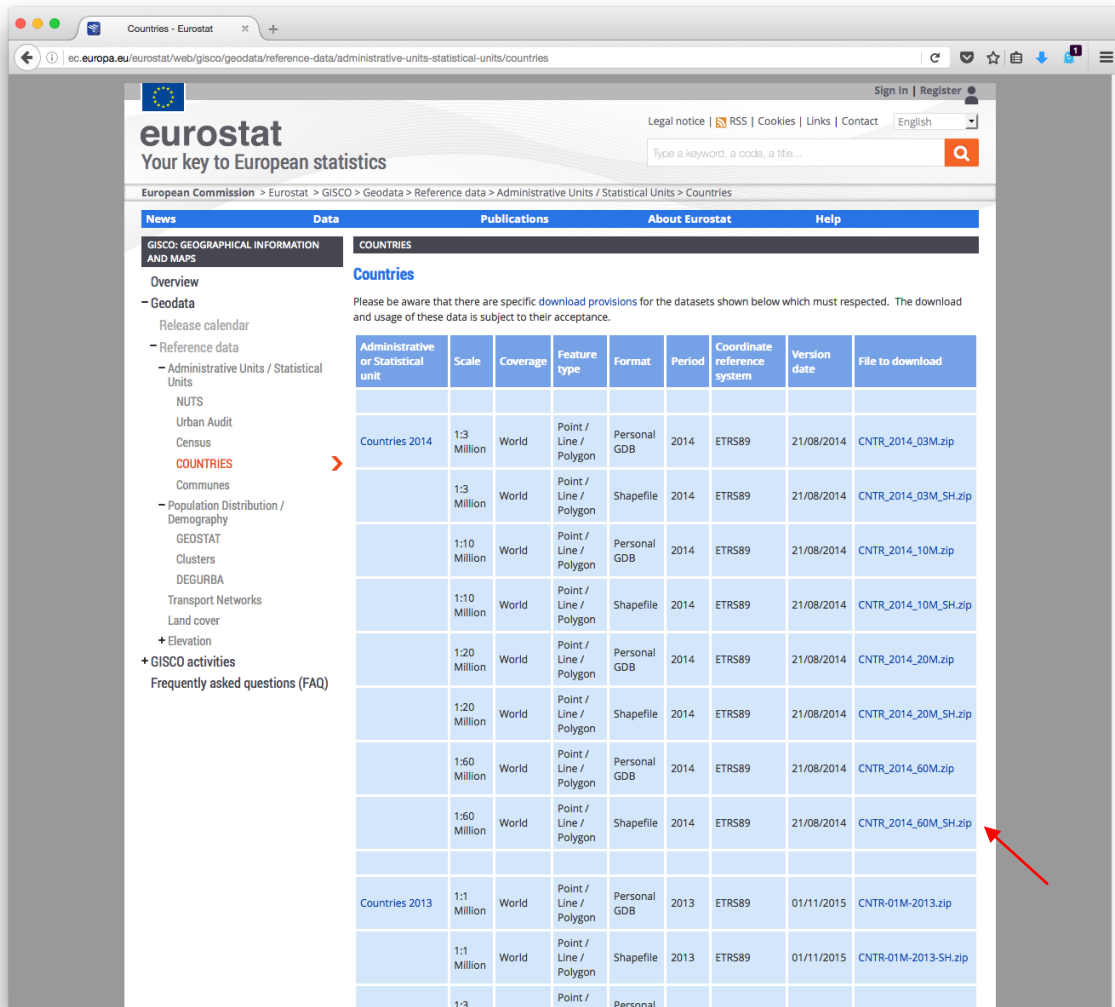 Countries - Eurostat
ec.europa.eu/eurostat/web/gisco/geodata/reference-data/administrative-units-statistical-units/countries
1
Sign In | Register
Legal notice | RSS | Cookies | Links | Contact English
eurostat
Your key to European statistics
Type a keyword, a code, a title...
European Commission > Eurostat > GISCO > Geodata > Reference data > Administrative Units / Statistical Units > Countries
News Data Publications About Eurostat Help
GISCO: GEOGRAPHICAL INFORMATION
AND MAPS
Overview
− Geodata
Release calendar
− Reference data
− Administrative Units / Statistical
Units
NUTS
Urban Audit
Census
COUNTRIES
Communes
− Population Distribution /
Demography
GEOSTAT
Clusters
DEGURBA
Transport Networks
Land cover
+ Elevation
+ GISCO activities
Frequently asked questions (FAQ)
COUNTRIES
Countries
Please be aware that there are specific download provisions for the datasets shown below which must respected. The download
and usage of these data is subject to their acceptance.
Administrative or Statistical unit Scale Coverage Feature type Format Period Coordinate reference system Version date File to download
Countries 2014 1:3 Million World Point / Line / Polygon Personal GDB 2014 ETRS89 21/08/2014 CNTR_2014_03M.zip
1:3 Million World Point / Line / Polygon Shapefile 2014 ETRS89 21/08/2014 CNTR_2014_03M_SH.zip
1:10 Million World Point / Line / Polygon Personal GDB 2014 ETRS89 21/08/2014 CNTR_2014_10M.zip
1:10 Million World Point / Line / Polygon Shapefile 2014 ETRS89 21/08/2014 CNTR_2014_10M_SH.zip
1:20 Million World Point / Line / Polygon Personal GDB 2014 ETRS89 21/08/2014 CNTR_2014_20M.zip
1:20 Million World Point / Line / Polygon Shapefile 2014 ETRS89 21/08/2014 CNTR_2014_20M_SH.zip
1:60 Million World Point / Line / Polygon Personal GDB 2014 ETRS89 21/08/2014 CNTR_2014_60M.zip
1:60 Million World Point / Line / Polygon Shapefile 2014 ETRS89 21/08/2014 CNTR_2014_60M_SH.zip
Countries 2013 1:1 Million World Point / Line / Polygon Personal GDB 2013 ETRS89 01/11/2015 CNTR-01M-2013.zip
1:1 Million World Point / Line / Polygon Shapefile 2013 ETRS89 01/11/2015 CNTR-01M-2013-SH.zip
1:3 Point / Personal